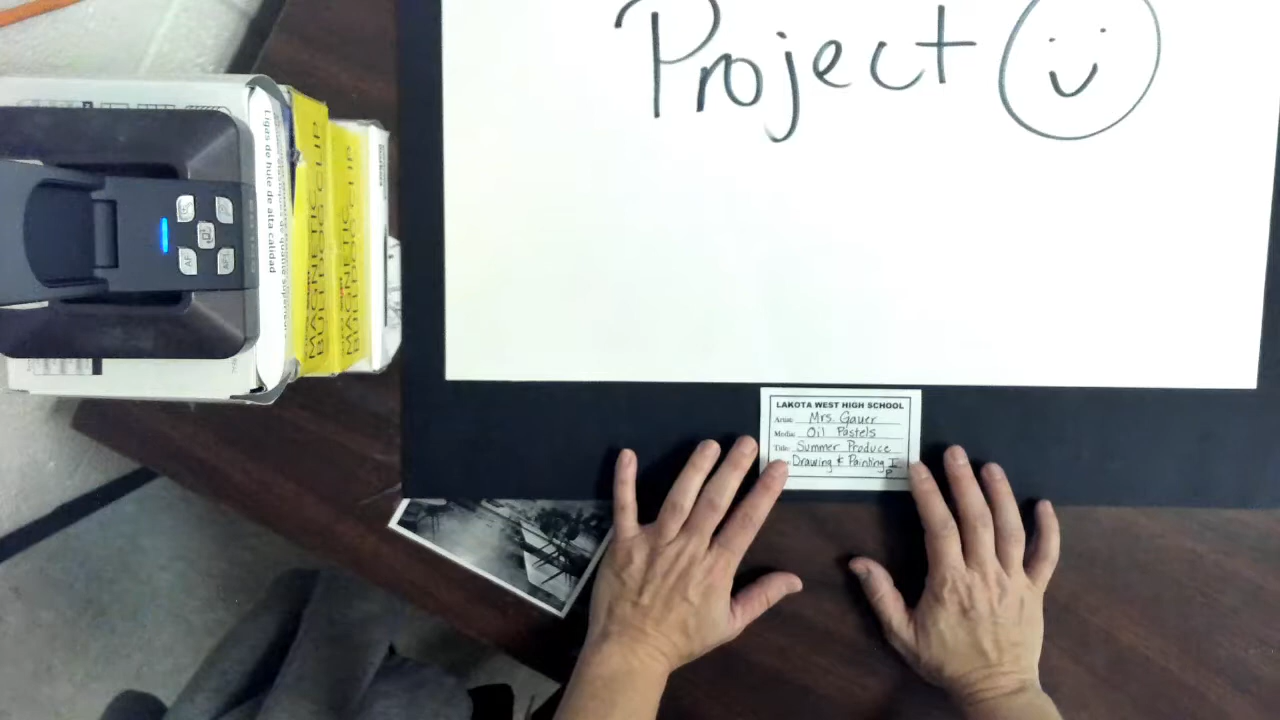 Project
Ligas de hule de alta calidad
MAGNETIC
BULLDOG CLIP
MAGNETIC
BULLDOG CLIP
AF
LAKOTA WEST HIGH SCHOOL
Artist: Mrs. Gauer
Media: Oil Pastels
Title: Summer Produce
Drawing & Painting I
P